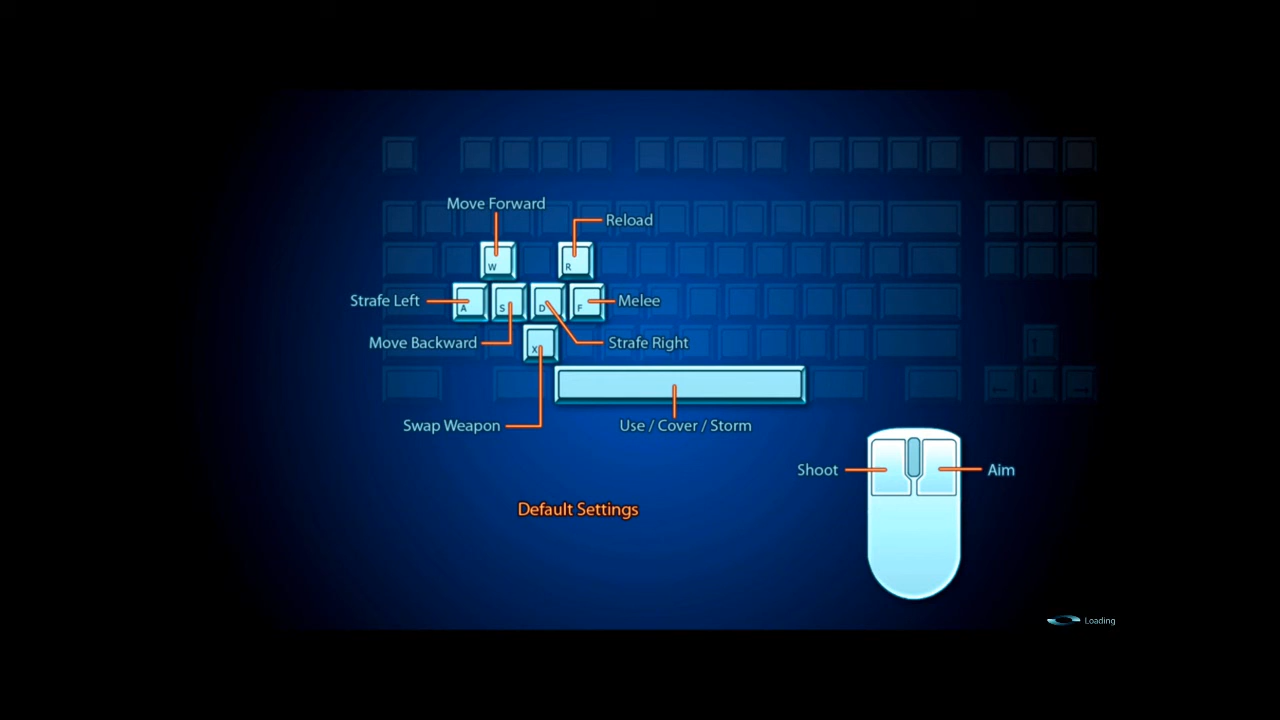 Move Forward
Reload
W
R
Strafe Left
A
S
D
F
Melee
Move Backward
X
Strafe Right
Swap Weapon
Use / Cover / Storm
Shoot
Aim
Default Settings
Loading